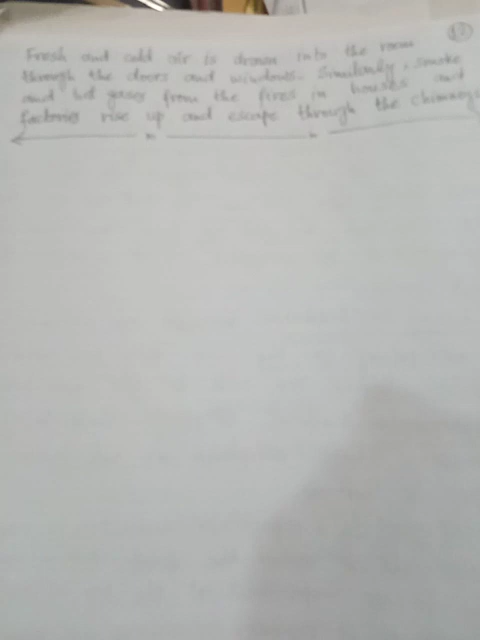 Fresh and cold air is drawn into the room
through the doors and windows. Similarly, smoke
and hot gases from the fires in houses and
factories rise up and escape through the chimneys